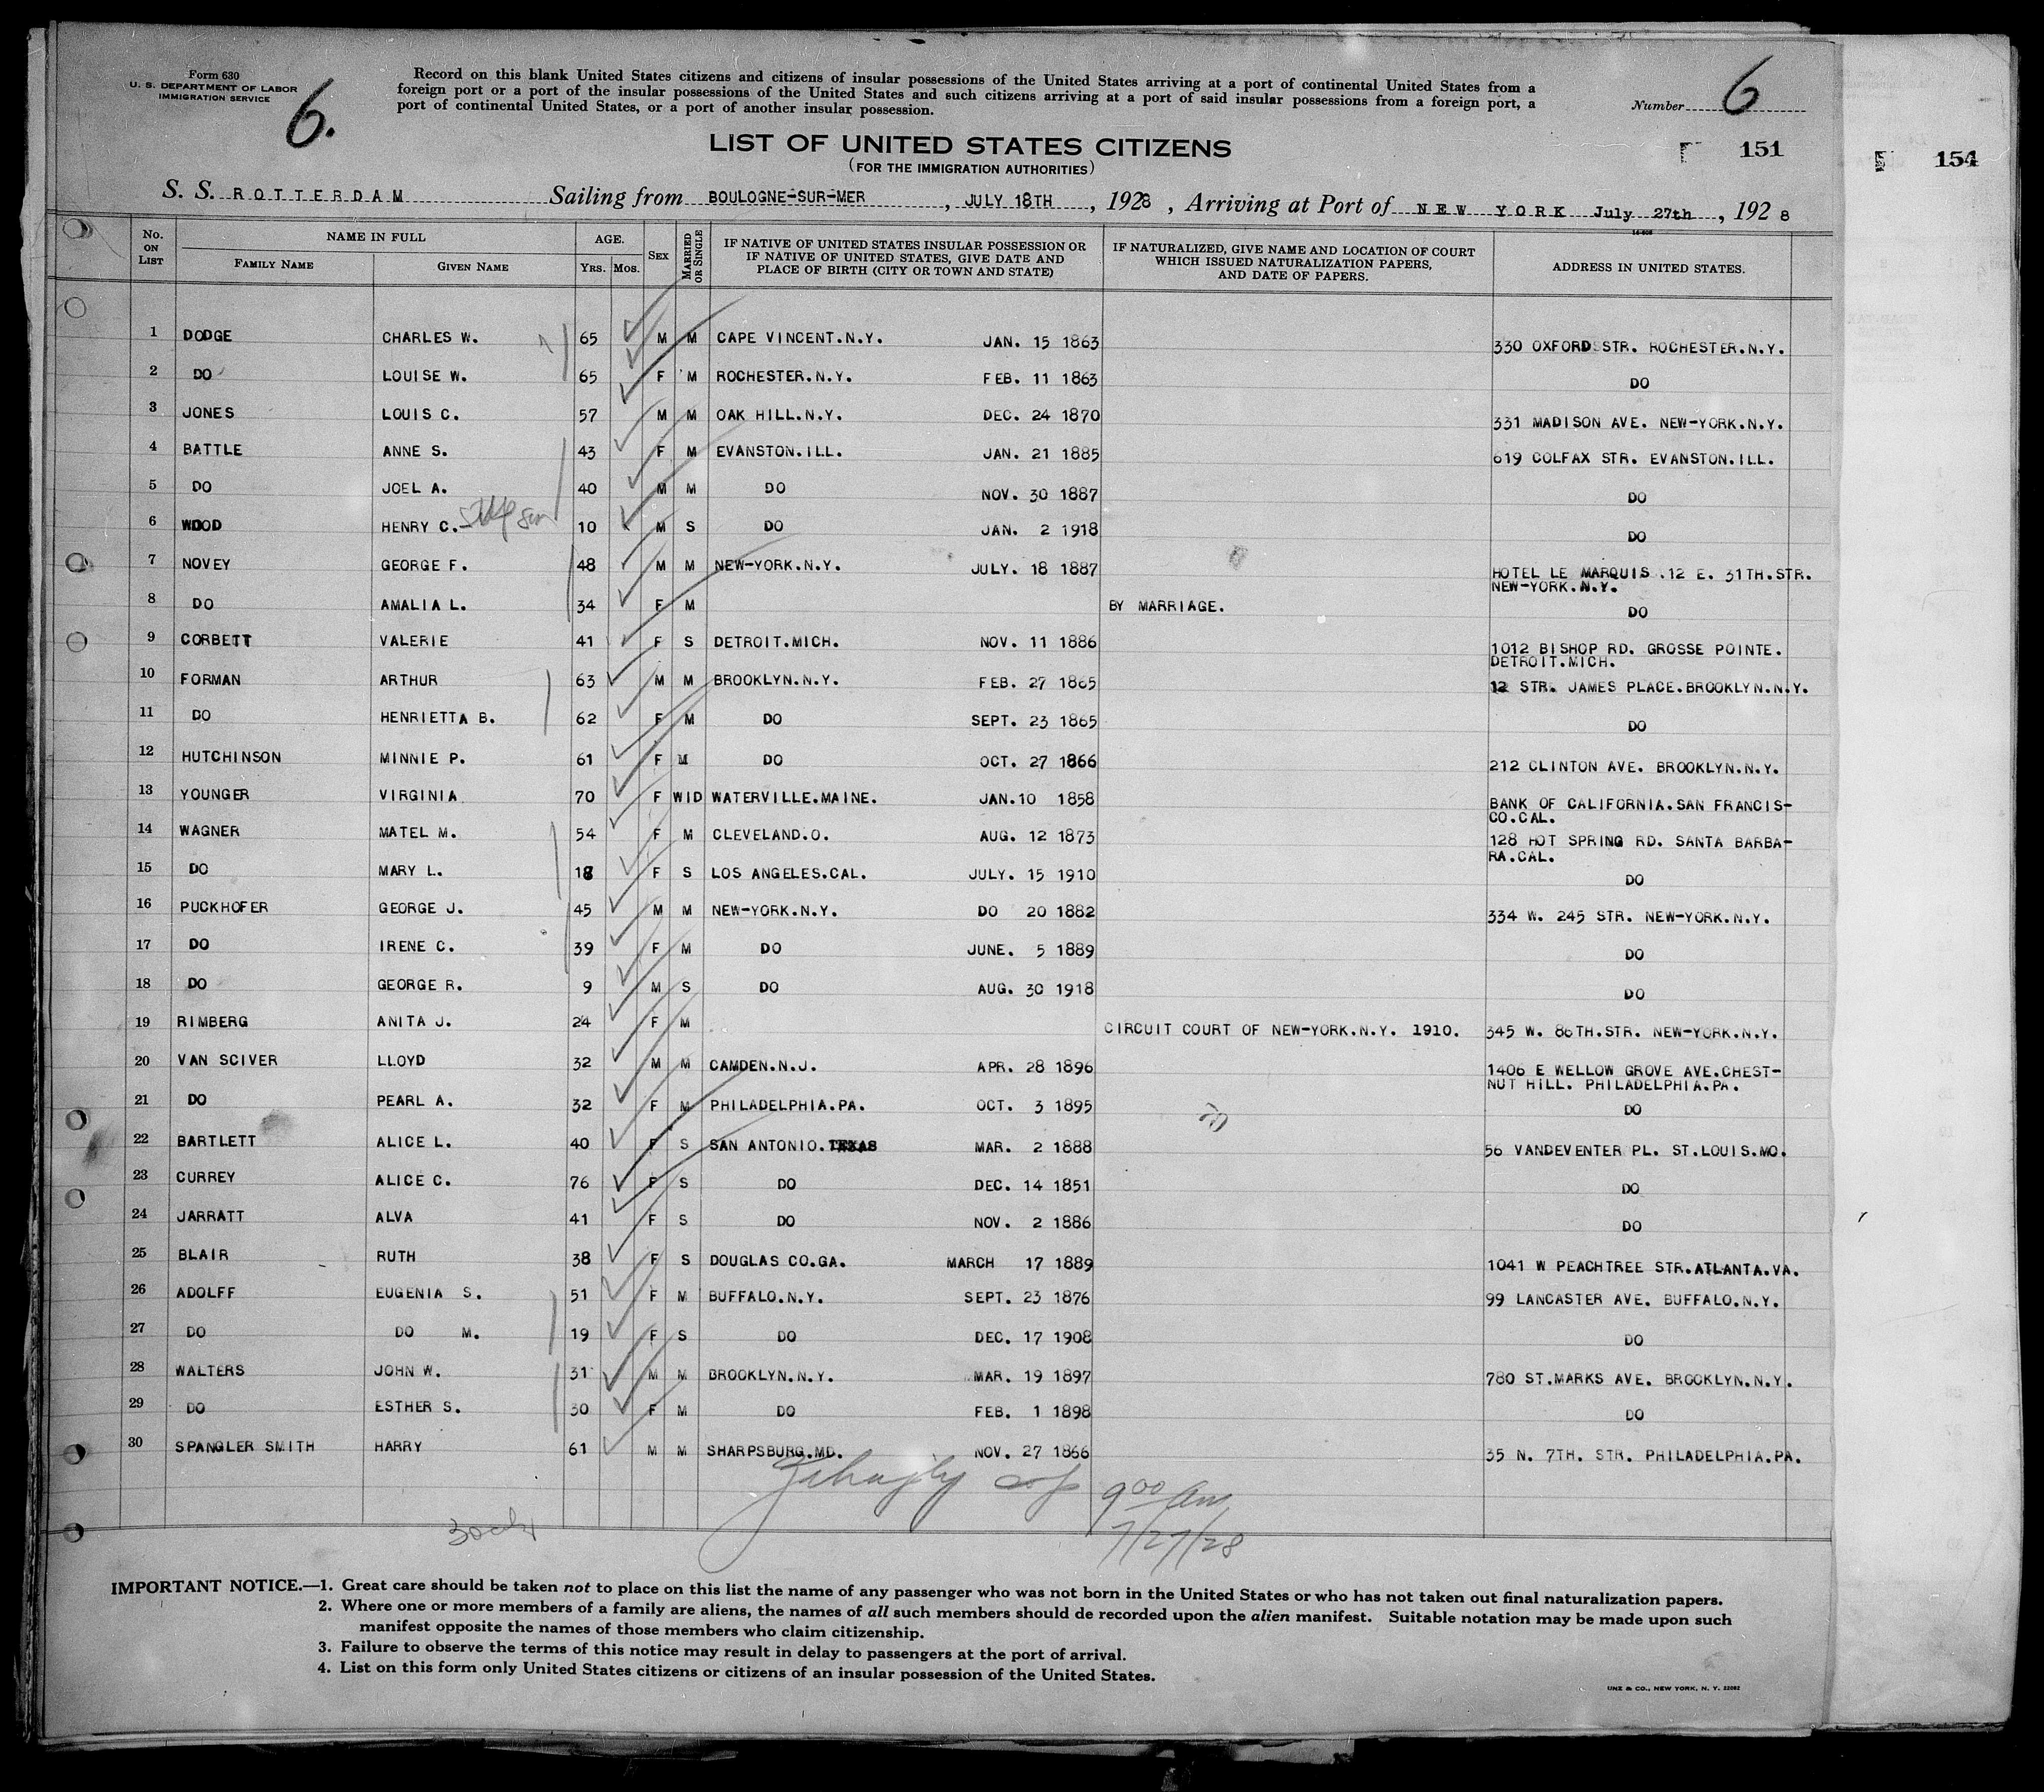 Form 630
U. S. DEPARTMENT OF LABOR
IMMIGRATION SERVICE
6.
Record on this blank United States citizens and citizens of insular possessions of the United States arriving at a port of continental United States from a
foreign port or a port of the insular possessions of the United States and such citizens arriving at a port of said insular possessions from a foreign port, a
port of continental United States, or a port of another insular possession.
Number 6
LIST OF UNITED STATES CITIZENS
(FOR THE IMMIGRATION AUTHORITIES)
151
154
S. S. ROTTERDAM Sailing from BOULOGNE-SUR-MER, JULY 18TH, 1928, Arriving at Port of NEW YORK July 27th, 1928
No. ON LIST NAME IN FULL FAMILY NAME GIVEN NAME AGE. YRS. MOS. SEX MARRIED OR SINGLE IF NATIVE OF UNITED STATES INSULAR POSSESSION OR IF NATIVE OF UNITED STATES, GIVE DATE AND PLACE OF BIRTH (CITY OR TOWN AND STATE) IF NATURALIZED, GIVE NAME AND LOCATION OF COURT WHICH ISSUED NATURALIZATION PAPERS, AND DATE OF PAPERS. ADDRESS IN UNITED STATES.
1 DODGE CHARLES W. 65 M M CAPE VINCENT.N.Y. JAN. 15 1863 330 OXFORD STR. ROCHESTER.N.Y.
2 DO LOUISE W. 65 F M ROCHESTER.N.Y. FEB. 11 1863 DO
3 JONES LOUIS C. 57 M M OAK HILL.N.Y. DEC. 24 1870 331 MADISON AVE. NEW-YORK.N.Y.
4 BATTLE ANNE S. 43 F M EVANSTON.ILL. JAN. 21 1885 619 COLFAX STR. EVANSTON.ILL.
5 DO JOEL A. 40 M M DO NOV. 30 1887 DO
6 WOOD HENRY C. Step son 10 M S DO JAN. 2 1918 DO
7 NOVEY GEORGE F. 48 M M NEW-YORK.N.Y. JULY. 18 1887 HOTEL LE MARQUIS .12 E. 31TH.STR.
NEW-YORK.N.Y.
8 DO AMALIA L. 34 F M BY MARRIAGE. DO
9 CORBETT VALERIE 41 F S DETROIT.MICH. NOV. 11 1886 1012 BISHOP RD. GROSSE POINTE.
DETROIT.MICH.
10 FORMAN ARTHUR 63 M M BROOKLYN.N.Y. FEB. 27 1865 12 STR. JAMES PLACE.BROOKLYN.N.Y.
11 DO HENRIETTA B. 62 F M DO SEPT. 23 1865 DO
12 HUTCHINSON MINNIE P. 61 F M DO OCT. 27 1866 212 CLINTON AVE. BROOKLYN.N.Y.
13 YOUNGER VIRGINIA 70 F WID WATERVILLE.MAINE. JAN.10 1858 BANK OF CALIFORNIA.SAN FRANCIS-
CO.CAL.
14 WAGNER MATEL M. 54 F M CLEVELAND.O. AUG. 12 1873 128 HOT SPRING RD. SANTA BARBA-
RA.CAL.
15 DO MARY L. 18 F S LOS ANGELES.CAL. JULY. 15 1910 DO
16 PUCKHOFER GEORGE J. 45 M M NEW-YORK.N.Y. DO 20 1882 334 W. 245 STR. NEW-YORK.N.Y.
17 DO IRENE C. 39 F M DO JUNE. 5 1889 DO
18 DO GEORGE R. 9 M S DO AUG. 30 1918 DO
19 RIMBERG ANITA J. 24 F M CIRCUIT COURT OF NEW-YORK.N.Y. 1910. 345 W. 86TH.STR. NEW-YORK.N.Y.
20 VAN SCIVER LLOYD 32 M M CAMDEN.N.J. APR. 28 1896 1406 E WELLOW GROVE AVE.CHEST-
NUT HILL. PHILADELPHIA.PA.
21 DO PEARL A. 32 F M PHILADELPHIA.PA. OCT. 3 1895 DO
22 BARTLETT ALICE L. 40 F S SAN ANTONIO.TEXAS MAR. 2 1888 56 VANDEVENTER PL. ST.LOUIS.MO.
23 CURREY ALICE C. 76 F S DO DEC. 14 1851 DO
24 JARRATT ALVA 41 F S DO NOV. 2 1886 DO
25 BLAIR RUTH 38 F S DOUGLAS CO.GA. MARCH 17 1889 1041 W PEACHTREE STR.ATLANTA.VA.
26 ADOLFF EUGENIA S. 51 F M BUFFALO.N.Y. SEPT. 23 1876 99 LANCASTER AVE. BUFFALO.N.Y.
27 DO DO M. 19 F S DO DEC. 17 1908 DO
28 WALTERS JOHN W. 31 M M BROOKLYN.N.Y. MAR. 19 1897 780 ST.MARKS AVE. BROOKLYN.N.Y.
29 DO ESTHER S. 30 F M DO FEB. 1 1898 DO
30 SPANGLER SMITH HARRY 61 M M SHARPSBURG.MD. NOV. 27 1866 35 N. 7TH. STR. PHILADELPHIA.PA.
9 00 am
7/27/28
IMPORTANT NOTICE.—1. Great care should be taken not to place on this list the name of any passenger who was not born in the United States or who has not taken out final naturalization papers.
2. Where one or more members of a family are aliens, the names of all such members should de recorded upon the alien manifest. Suitable notation may be made upon such
manifest opposite the names of those members who claim citizenship.
3. Failure to observe the terms of this notice may result in delay to passengers at the port of arrival.
4. List on this form only United States citizens or citizens of an insular possession of the United States.
UNZ & CO., NEW YORK, N. Y. 22082